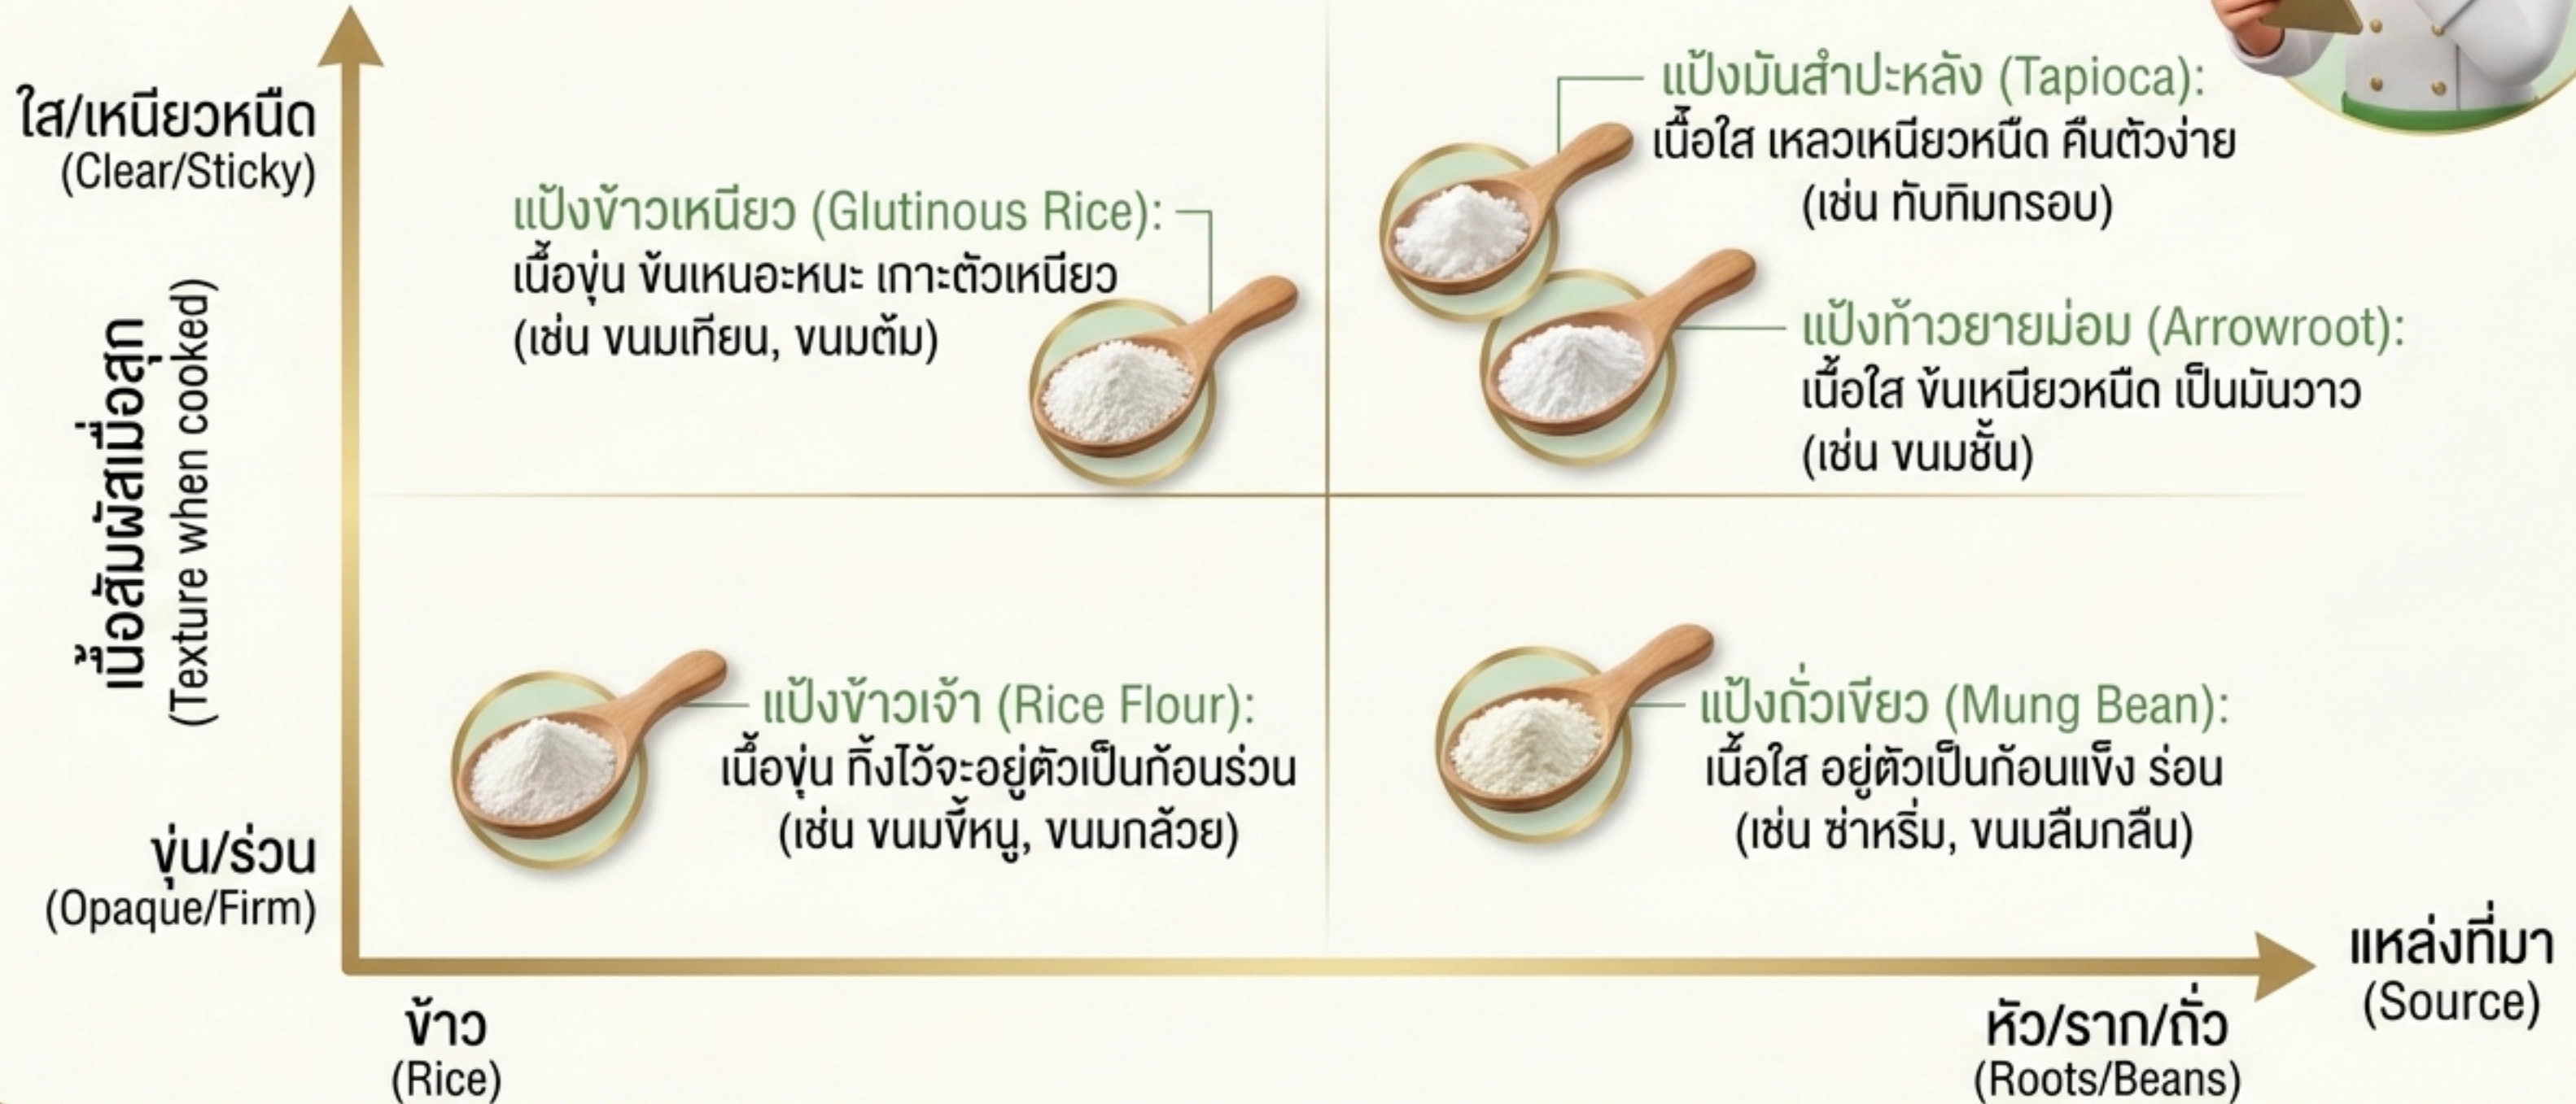 ใส/เหนียวหนืด
(Clear/Sticky)
เนื้อสัมผัสเมื่อสุก
(Texture when cooked)
ขุ่น/ร่วน
(Opaque/Firm)
แป้งข้าวเหนียว (Glutinous Rice):
เนื้อขุ่น ข้นเหนอะหนะ เกาะตัวเหนียว
(เช่น ขนมเทียน, ขนมต้ม)
แป้งมันสำปะหลัง (Tapioca):
เนื้อใส เหลวเหนียวหนืด คืนตัวง่าย
(เช่น ทับทิมกรอบ)
แป้งท้าวยายม่อม (Arrowroot):
เนื้อใส ข้นเหนียวหนืด เป็นมันวาว
(เช่น ขนมชั้น)
แป้งข้าวเจ้า (Rice Flour):
เนื้อขุ่น ทิ้งไว้จะอยู่ตัวเป็นก้อนร่วน
(เช่น ขนมขี้หนู, ขนมกล้วย)
แป้งถั่วเขียว (Mung Bean):
เนื้อใส อยู่ตัวเป็นก้อนแข็ง ร่อน
(เช่น ซ่าหริ่ม, ขนมลืมกลืน)
แหล่งที่มา
(Source)
ข้าว
(Rice)
หัว/ราก/ถั่ว
(Roots/Beans)